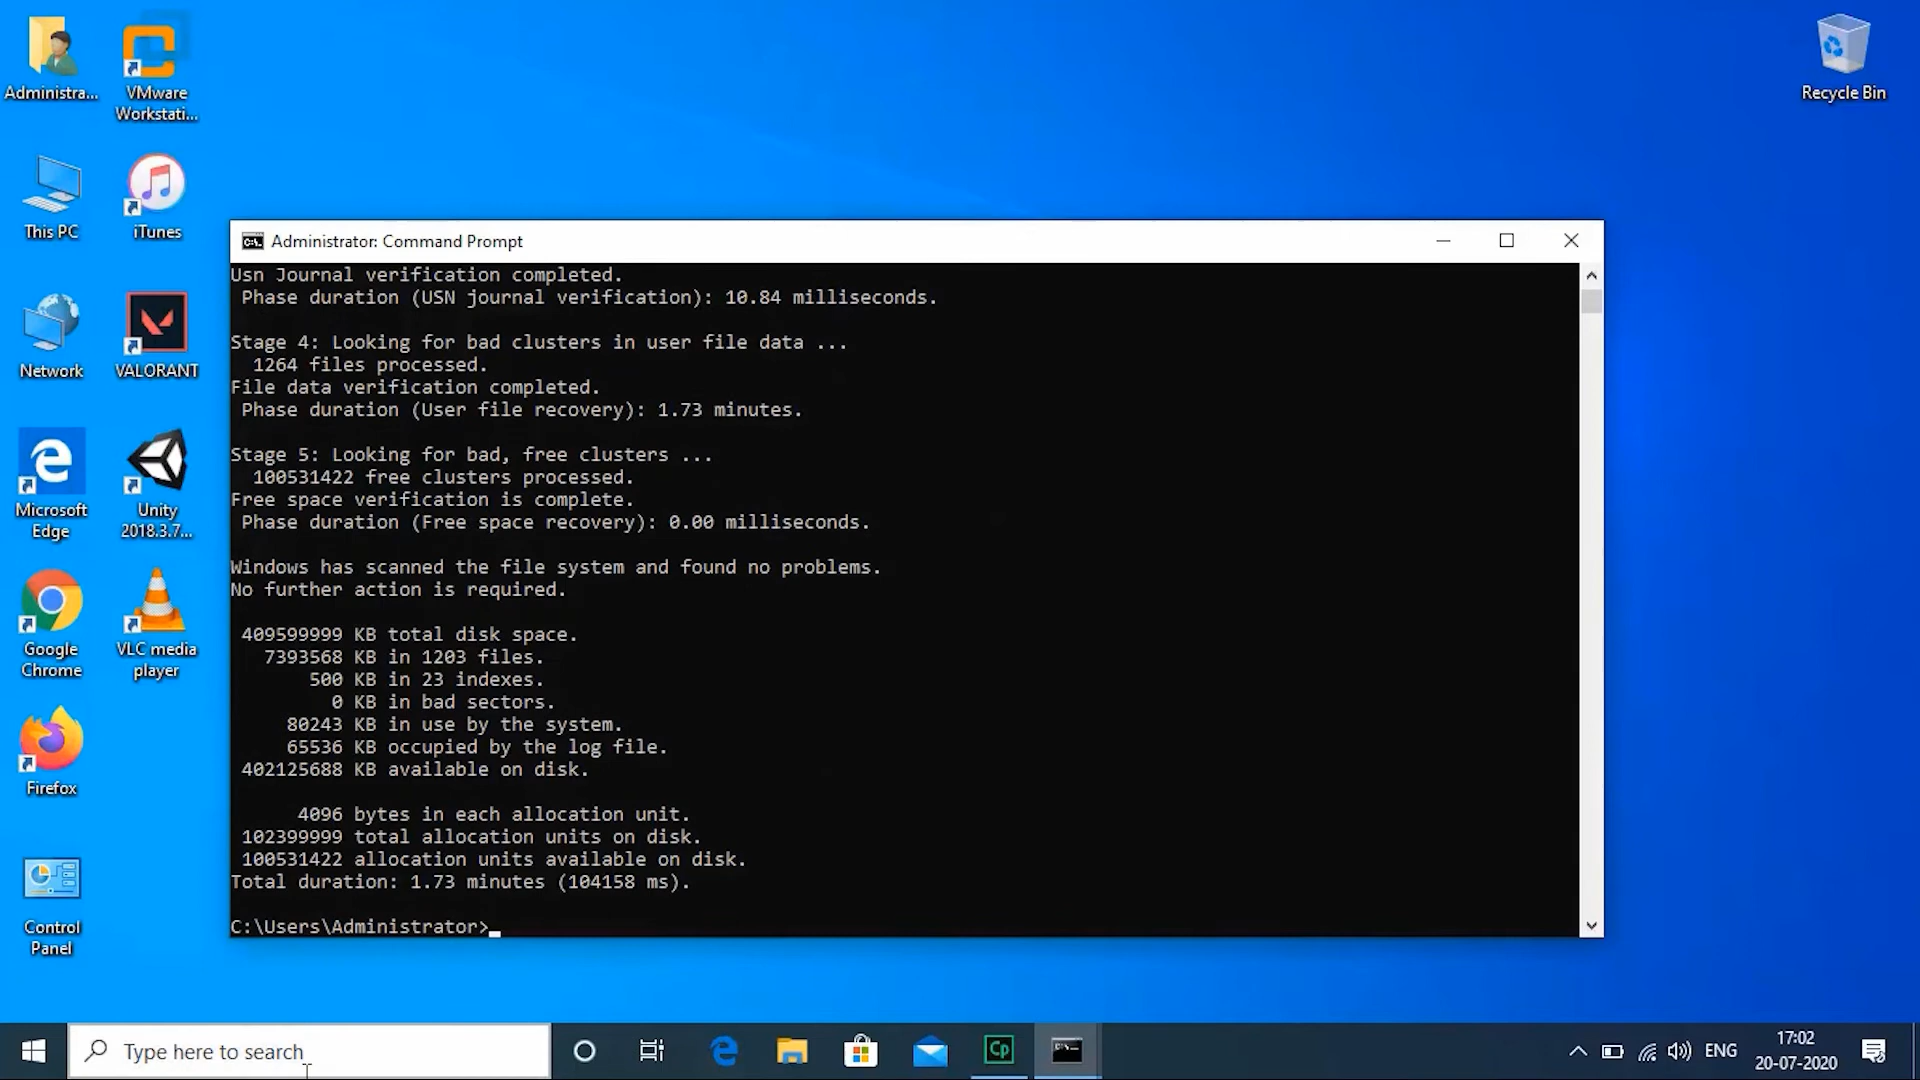 Administra...
VMware
Workstati...
Recycle Bin
This PC
iTunes
Network
VALORANT
Microsoft
Edge
Unity
2018.3.7...
Google
Chrome
VLC media
player
Firefox
Control
Panel
Administrator: Command Prompt
Usn Journal verification completed.
Phase duration (USN journal verification): 10.84 milliseconds.
Stage 4: Looking for bad clusters in user file data ...
1264 files processed.
File data verification completed.
Phase duration (User file recovery): 1.73 minutes.
Stage 5: Looking for bad, free clusters ...
100531422 free clusters processed.
Free space verification is complete.
Phase duration (Free space recovery): 0.00 milliseconds.
Windows has scanned the file system and found no problems.
No further action is required.
409599999 KB total disk space.
7393568 KB in 1203 files.
500 KB in 23 indexes.
0 KB in bad sectors.
80243 KB in use by the system.
65536 KB occupied by the log file.
402125688 KB available on disk.
4096 bytes in each allocation unit.
102399999 total allocation units on disk.
100531422 allocation units available on disk.
Total duration: 1.73 minutes (104158 ms).
C:\Users\Administrator>
Type here to search
Cp
ENG
17:02
20-07-2020